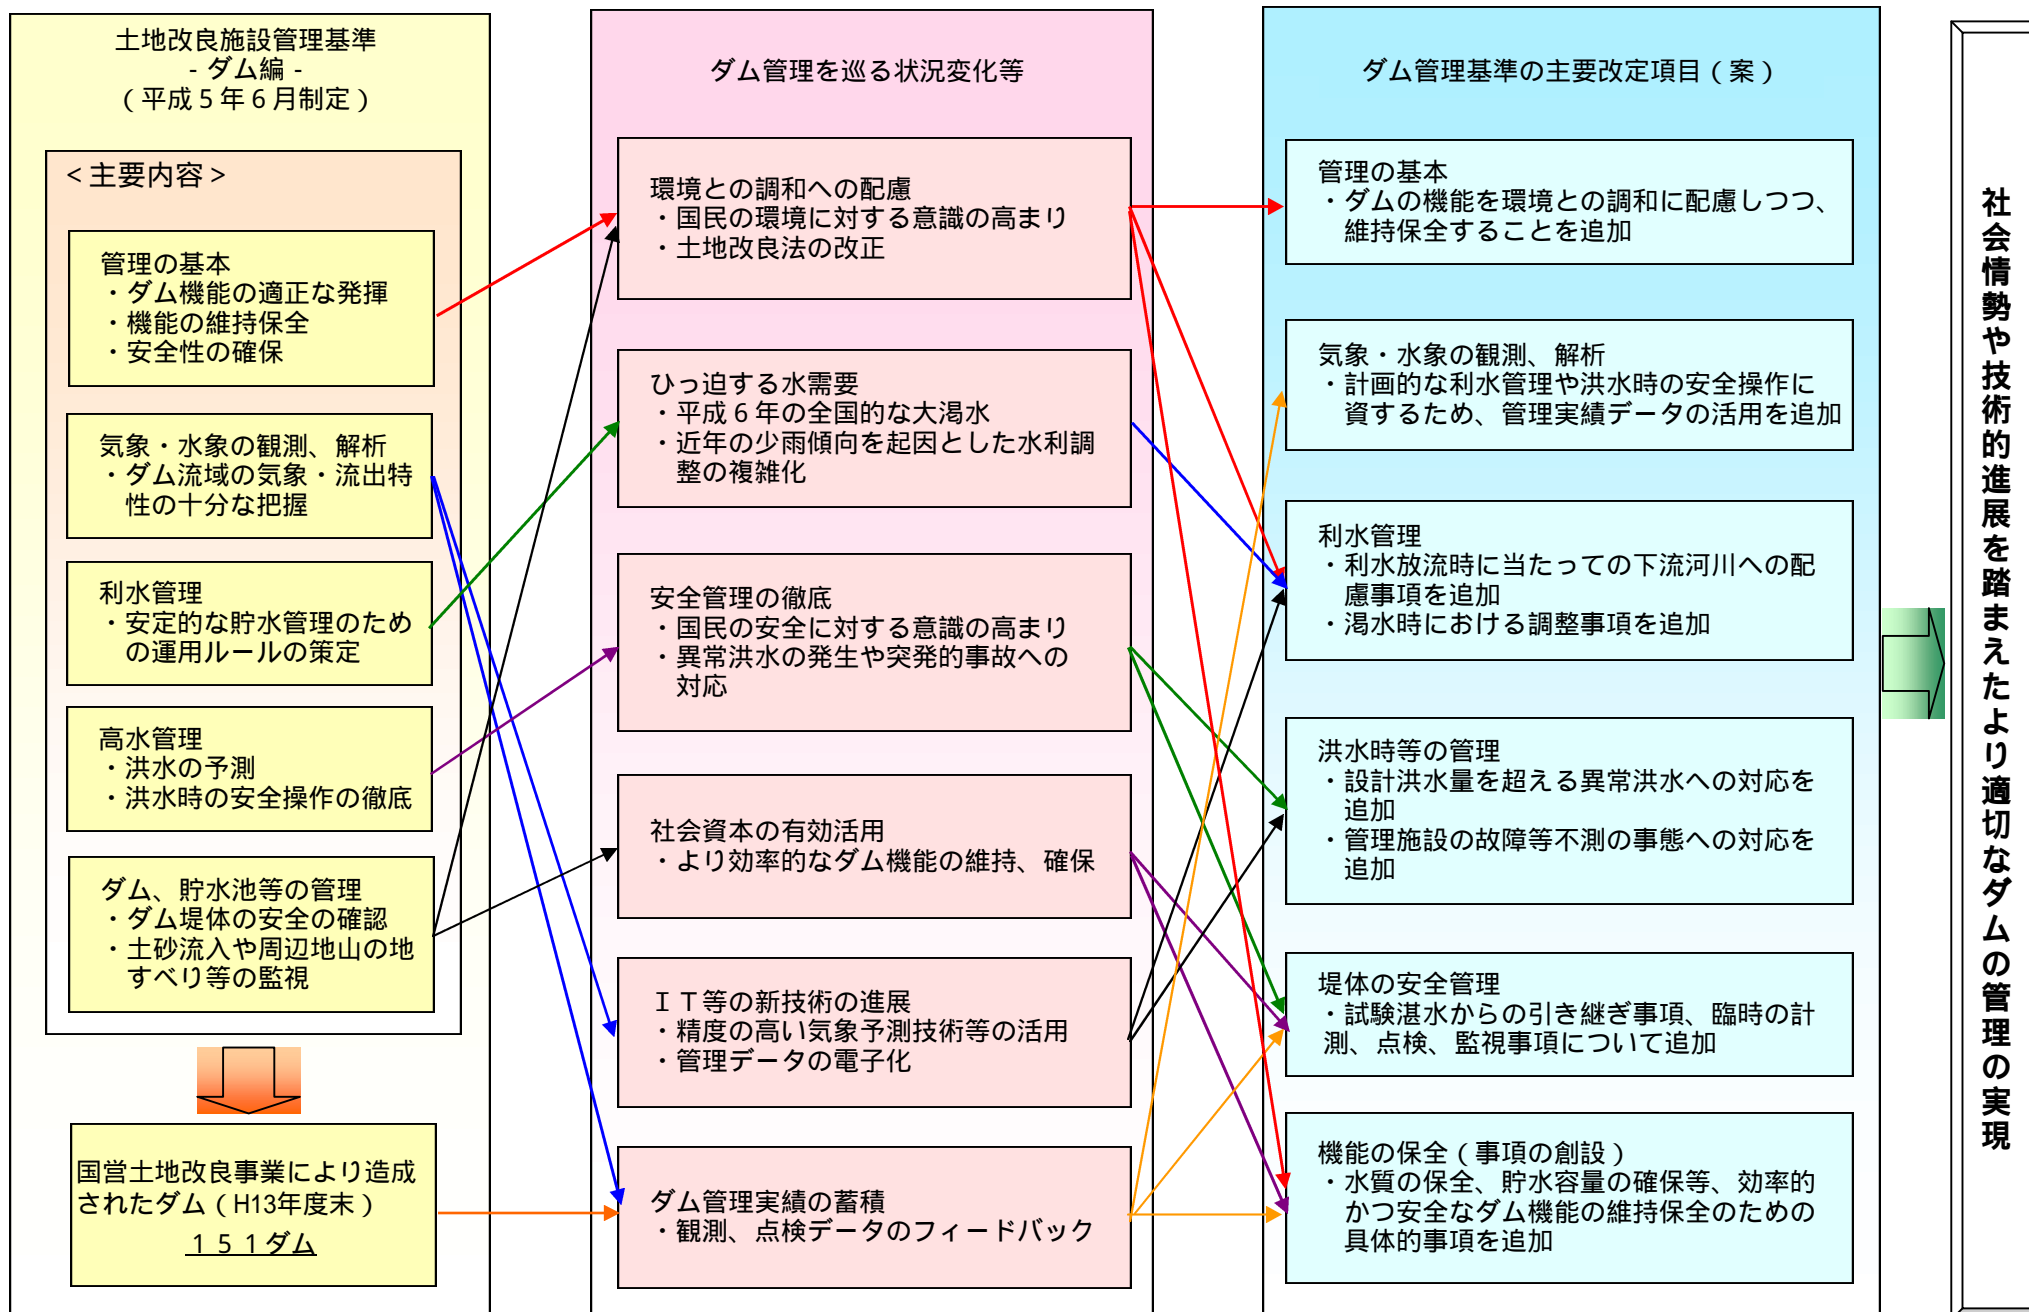 土地改良施設管理基準
- ダム編 -
（平成５年６月制定）
＜主要内容＞
管理の基本
・ダム機能の適正な発揮
・機能の維持保全
・安全性の確保
気象・水象の観測、解析
・ダム流域の気象・流出特
性の十分な把握
利水管理
・安定的な貯水管理のため
の運用ルールの策定
高水管理
・洪水の予測
・洪水時の安全操作の徹底
ダム、貯水池等の管理
・ダム堤体の安全の確認
・土砂流入や周辺地山の地
すべり等の監視
国営土地改良事業により造成
されたダム（H13年度末）
１５１ダム
ダム管理を巡る状況変化等
環境との調和への配慮
・国民の環境に対する意識の高まり
・土地改良法の改正
ひっ迫する水需要
・平成６年の全国的な大渇水
・近年の少雨傾向を起因とした水利調
整の複雑化
安全管理の徹底
・国民の安全に対する意識の高まり
・異常洪水の発生や突発的事故への
対応
社会資本の有効活用
・より効率的なダム機能の維持、確保
ＩＴ等の新技術の進展
・精度の高い気象予測技術等の活用
・管理データの電子化
ダム管理実績の蓄積
・観測、点検データのフィードバック
ダム管理基準の主要改定項目（案）
管理の基本
・ダムの機能を環境との調和に配慮しつつ、
維持保全することを追加
気象・水象の観測、解析
・計画的な利水管理や洪水時の安全操作に
資するため、管理実績データの活用を追加
利水管理
・利水放流時に当たっての下流河川への配
慮事項を追加
・渇水時における調整事項を追加
洪水時等の管理
・設計洪水量を超える異常洪水への対応を
追加
・管理施設の故障等不測の事態への対応を
追加
堤体の安全管理
・試験湛水からの引き継ぎ事項、臨時の計
測、点検、監視事項について追加
機能の保全（事項の創設）
・水質の保全、貯水容量の確保等、効率的
かつ安全なダム機能の維持保全のための
具体的事項を追加
社会情勢や技術的進展を踏まえたより適切なダムの管理の実現